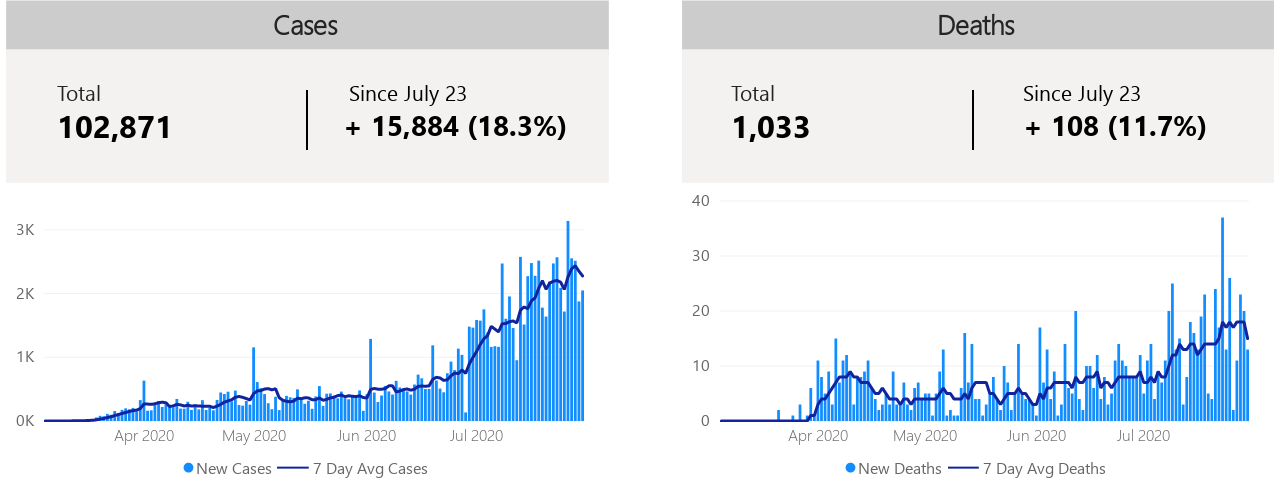 Cases
Total
102,871
Since July 23
+ 15,884 (18.3%)
3K
2K
1K
0K
Apr 2020 May 2020 Jun 2020 Jul 2020
New Cases 7 Day Avg Cases
Deaths
Total
1,033
Since July 23
+ 108 (11.7%)
40
30
20
10
0
Apr 2020 May 2020 Jun 2020 Jul 2020
New Deaths 7 Day Avg Deaths